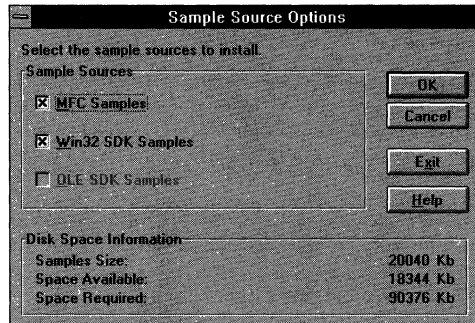 Sample Source Options
Select the sample sources to install.
Sample Sources
MFC Samples
Win32 SDK Samples
OLE SDK Samples
OK
Cancel
Exit
Help
Disk Space Information
Samples Size: 20040 Kb
Space Available: 18344 Kb
Space Required: 90376 Kb